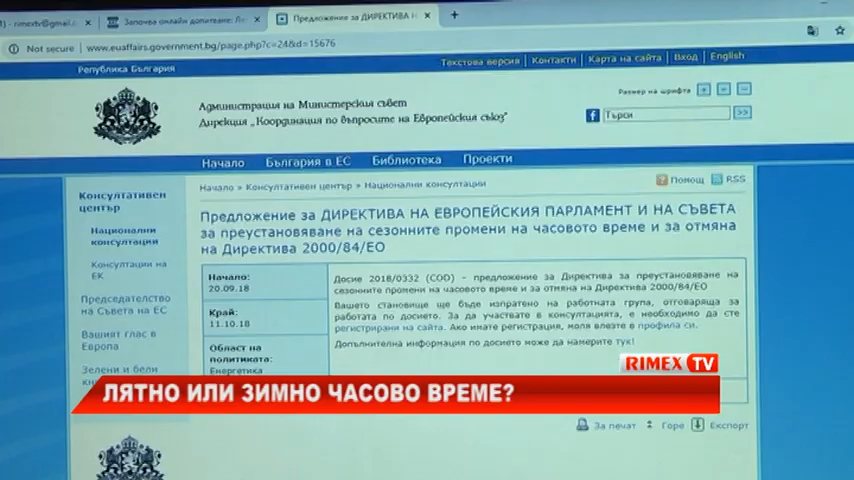 rimextv@gmail.
Започва онлайн допитване: Ля
Предложение за ДИРЕКТИВА Н
Not secure | www.euaffairs.government.bg/page.php?c=24&id=15676
Република България
Текстова версия | Контакти | Карта на сайта | Вход | English
Размер на шрифта + = −
Администрация на Министерския съвет
Дирекция „Координация по въпросите на Европейския съюз"
Търси >>
Начало България в ЕС Библиотека Проекти
Консултативен
център
Национални
консултации
Консултации на
ЕК
Председателство
на Съвета на ЕС
Вашият глас в
Европа
Зелени и бели
Начало » Консултативен център » Национални консултации
Помощ RSS
Предложение за ДИРЕКТИВА НА ЕВРОПЕЙСКИЯ ПАРЛАМЕНТ И НА СЪВЕТА
за преустановяване на сезонните промени на часовото време и за отмяна
на Директива 2000/84/ЕО
Начало:
20.09.18
Край:
11.10.18
Област на
политиката:
Енергетика
Досие 2018/0332 (COD) – предложение за Директива за преустановяване на
сезонните промени на часовото време и за отмяна на Директива 2000/84/ЕО
Вашето становище ще бъде изпратено на работната група, отговаряща за
работата по досието. За да участвате в консултацията, е необходимо да сте
регистрирани на сайта. Ако имате регистрация, моля влезте в профила си.
Допълнителна информация по досието може да намерите тук!
RIMEX TV
ЛЯТНО ИЛИ ЗИМНО ЧАСОВО ВРЕМЕ?
За печат Горе Експорт